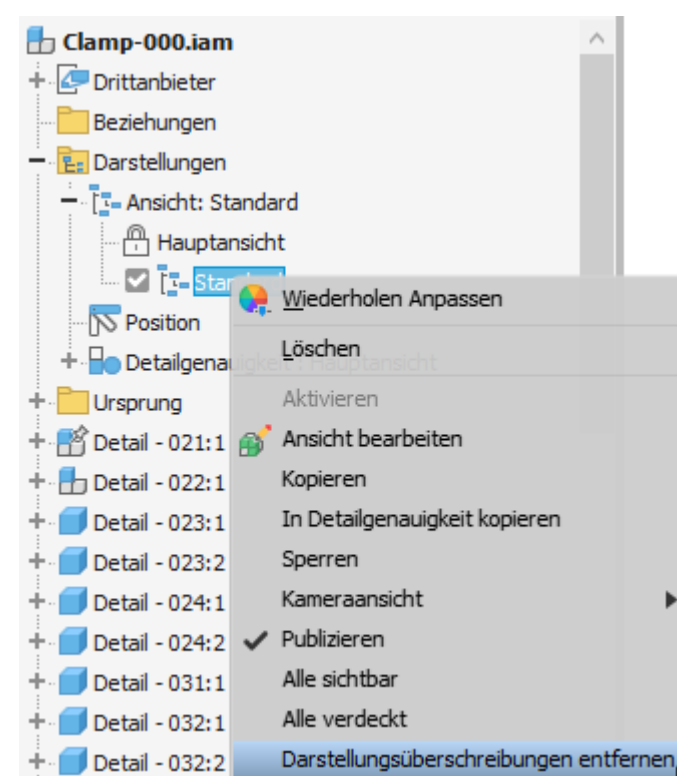 Clamp-000.iam
Drittanbieter
Beziehungen
Darstellungen
Ansicht: Standard
Hauptansicht
Position
Ursprung
Detail - 021:1
Detail - 022:1
Detail - 023:1
Detail - 023:2
Detail - 024:1
Detail - 024:2
Detail - 031:1
Detail - 032:1
Detail - 032:2
Wiederholen Anpassen
Löschen
Detailgenauigkeit : Hauptansicht
Aktivieren
Ansicht bearbeiten
Kopieren
In Detailgenauigkeit kopieren
Sperren
Kameraansicht
Publizieren
Alle sichtbar
Alle verdeckt
Darstellungsüberschreibungen entfernen